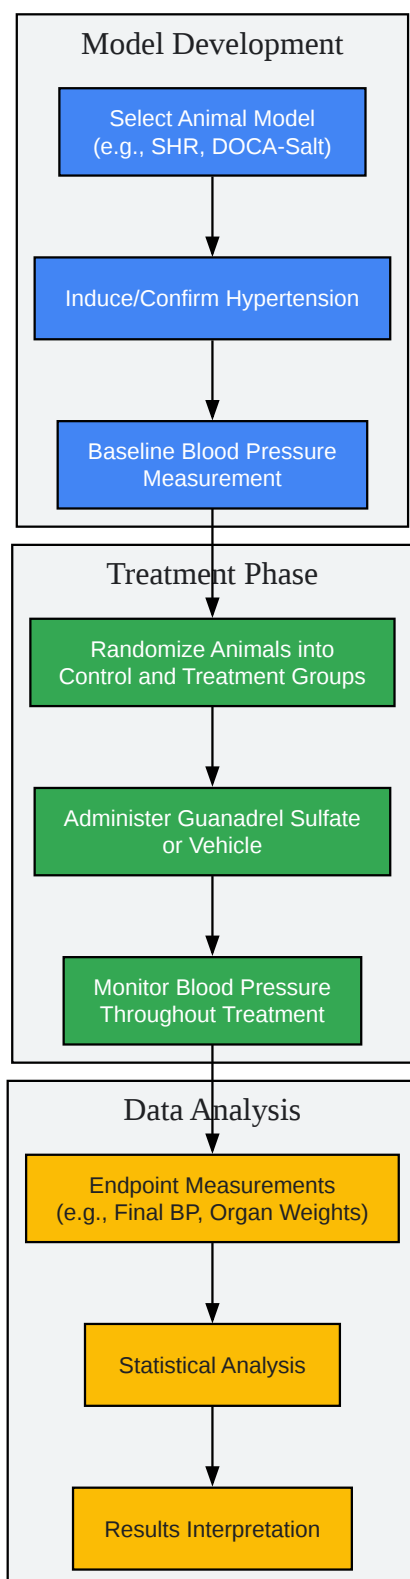 Model Development
Select Animal Model
(e.g., SHR, DOCA-Salt)
Induce/Confirm Hypertension
Baseline Blood Pressure
Measurement
Treatment Phase
Randomize Animals into
Control and Treatment Groups
Administer Guanadrel Sulfate
or Vehicle
Monitor Blood Pressure
Throughout Treatment
Data Analysis
Endpoint Measurements
(e.g., Final BP, Organ Weights)
Statistical Analysis
Results Interpretation